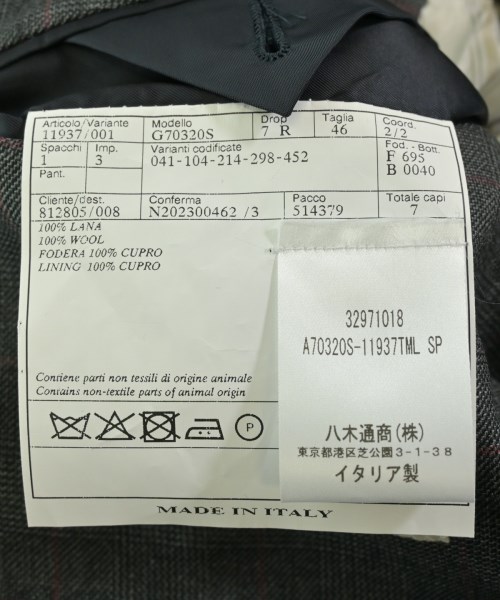 Articolo/Variante Modello Drop Taglia Coord.
11937/001 G70320S 7 R 46 2/2
Spacchi Imp. Varianti codificate Fod. - Bott.
1 3 041-104-214-298-452 F 695
Pant. B 0040
Cliente/dest. Conferma Pacco Totale capi
812805/008 N202300462 /3 514379 7
100% LANA
100% WOOL
FODERA 100% CUPRO
LINING 100% CUPRO
Contiene parti non tessili di origine animale
Contains non-textile parts of animal origin
P
MADE IN ITALY
32971018
A70320S-11937TML SP
八木通商(株)
東京都港区芝公園3-1-38
イタリア製